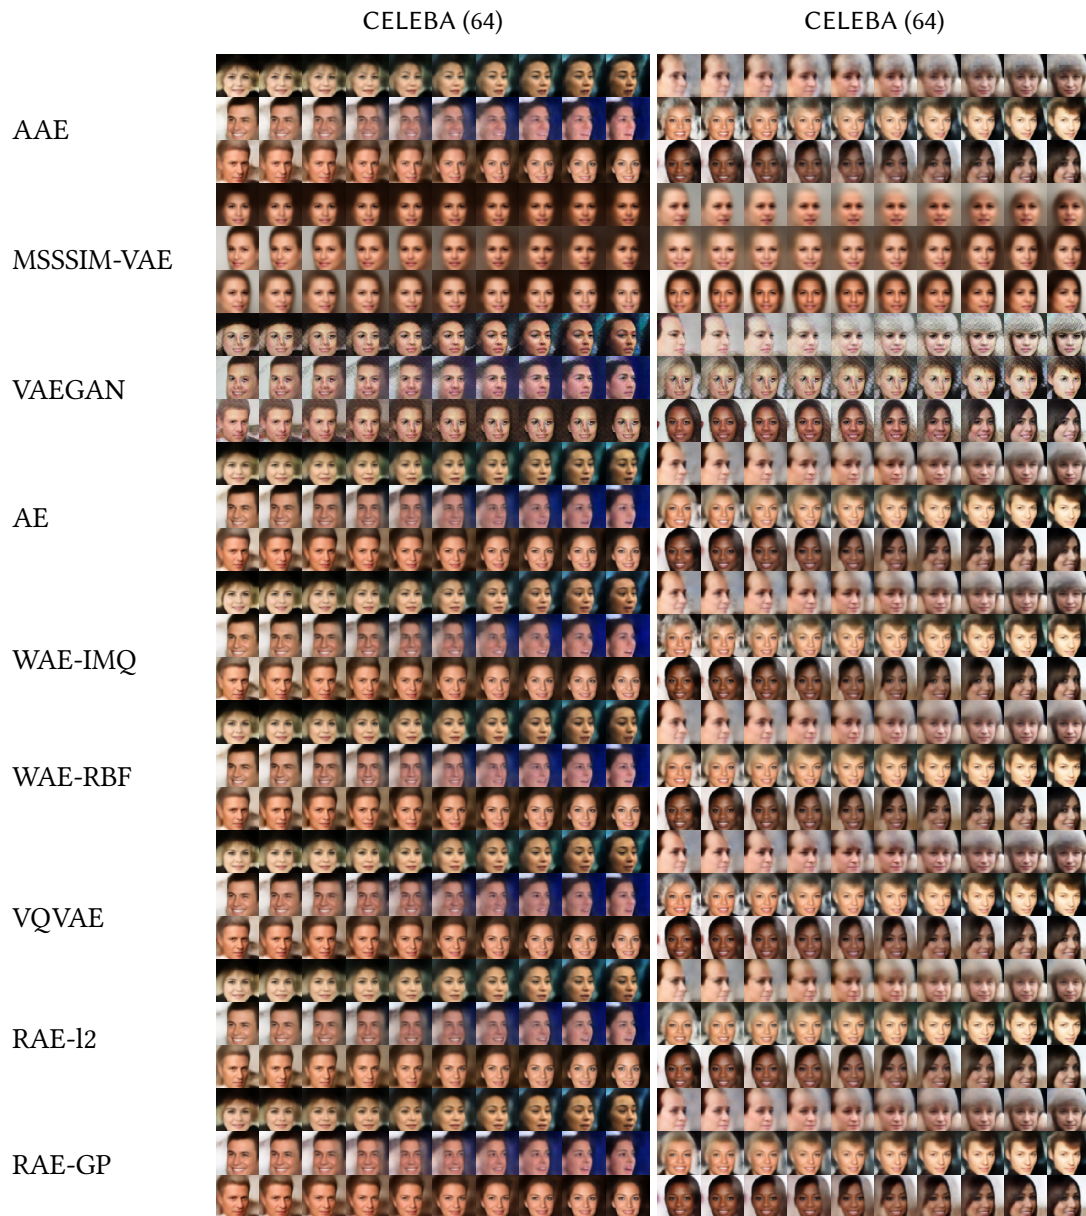 CELEBA (64) CELEBA (64)
AAE
MSSSIM-VAE
VAEGAN
AE
WAE-IMQ
WAE-RBF
VQVAE
RAE-l2
RAE-GP